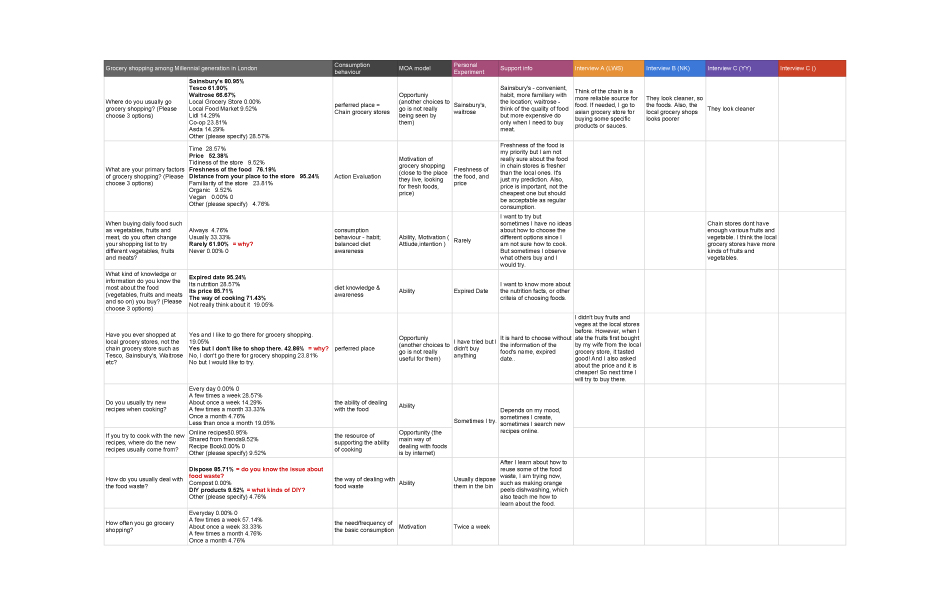 Grocery shopping among Millennial generation in London
Consumption
behaviour
MOA model
Personal
Experiment
Support info
Interview A (LWS)
Interview B (NK)
Interview C (YY)
Interview C ()
Where do you usually go
grocery shopping? (Please
choose 3 options)
Sainsbury's 80.95%
Tesco 61.90%
Waitrose 66.67%
Local Grocery Store 0.00%
Local Food Market 9.52%
Lidl 14.29%
Co-op 23.81%
Asda 14.29%
Other (please specify) 28.57%
perferred place =
Chain grocery stores
Opportuniy
(another choices to
go is not really
being seen by
them)
Sainsbury's,
waitrose
Sainsbury's - convenient,
habit, more familiar with
the location; waitrose -
think of the quality of food
but more expensive do
only when I need to buy
meat.
Think of the chain is a
more reliable source for
food. If needed, I go to
asian grocery store for
buying some specific
products or sauces.
They look cleaner, so
the foods. Also, the
local grocery shops
looks poorer
They look cleaner
What are your primary factors
of grocery shopping? (Please
choose 3 options)
Time 28.57%
Price 52.38%
Tidiness of the store 9.52%
Freshness of the food 76.19%
Distance from your place to the store 95.24%
Familiarity of the store 23.81%
Organic 9.52%
Vegan 0.00% 0
Other (please specify) 4.76%
Action Evaluation
Motivation of
grocery shopping
(close to the place
they live, looking
for fresh foods,
price)
Freshness of
the food, and
price
Freshness of the food is
my priority but I am not
really sure about the food
in chain stores is fresher
than the local ones. It's
just my prediction. Also,
price is important, not the
cheapest one but should
be acceptable as regular
consumption.
When buying daily food such
as vegetables, fruits and
meat, do you often change
your shopping list to try
different vegetables, fruits
and meats?
Always 4.76%
Usually 33.33%
Rarely 61.90% = why?
Never 0.00% 0
consumption
behaviour - habit;
balanced diet
awareness
Ability, Motivation (
Attiude,intention )
Rarely
I want to try but
sometimes I have no ideas
about how to choose the
different options since I
am not sure how to cook.
But sometimes I observe
what others buy and I
would try.
Chain stores dont have
enough various fruits and
vegetable. I think the local
grocery stores have more
kinds of fruits and
vegetables.
What kind of knowledge or
information do you know the
most about the food
(vegetables, fruits and meats
and so on) you buy? (Please
choose 3 options)
Expired date 95.24%
Its nutrition 28.57%
Its price 85.71%
The way of cooking 71.43%
Not really think about it 19.05%
diet knowledge &
awareness
Ability
Expired Date
I want to know more about
the nutrition facts, or other
criteia of choosing foods.
Have you ever shopped at
local grocery stores, not
the chain grocery store such as
Tesco, Sainsbury's, Waitrose
etc?
Yes and I like to go there for grocery shopping.
19.05%
Yes but I don't like to shop there. 42.86% = why?
No, I don't go there for grocery shopping 23.81%
No but I would like to try.
perferred place
Opportuniy
(another choices to
go is not really
useful for them)
I have tried but I
didn't buy
anything
It is hard to choose without
the information of the
food's name, expired
date..
I didn't buy fruits and
veges at the local stores
before. However, when I
ate the fruits first bought
by my wife from the local
grocery store, it tasted
good! And I also asked
about the price and it is
cheaper! So next time I
will try to buy there.
Do you usually try new
recipes when cooking?
Every day 0.00% 0
A few times a week 28.57%
About once a week 14.29%
A few times a month 33.33%
Once a month 4.76%
Less than once a month 19.05%
the ability of dealing
with the food
Ability
Sometimes I try
Depends on my mood,
sometimes I create,
sometimes I search new
recipes online.
If you try to cook with the new
recipes, where do the new
recipes usually come from?
Online recipes80.95%
Shared from friends9.52%
Recipe Book0.00% 0
Other (please specify) 9.52%
the resource of
supporting the ability
of cooking
Opportunity (the
main way of
dealing with foods
is by internet)
How do you usually deal with
the food waste?
Dispose 85.71% = do you know the issue about
food waste?
Compost 0.00%
DIY products 9.52% = what kinds of DIY?
Other (please specify) 4.76%
the way of dealing with
food waste
Ability
Usually dispose
them in the bin
After I learn about how to
reuse some of the food
waste, I am trying now,
such as making orange
peels dishwashing, which
also teach me how to
learn about the food.
How often you go grocery
shopping?
Everyday 0.00% 0
A few times a week 57.14%
About once a week 33.33%
A few times a month 4.76%
Once a month 4.76%
the need/frequency of
the basic consumption
Motivation
Twice a week